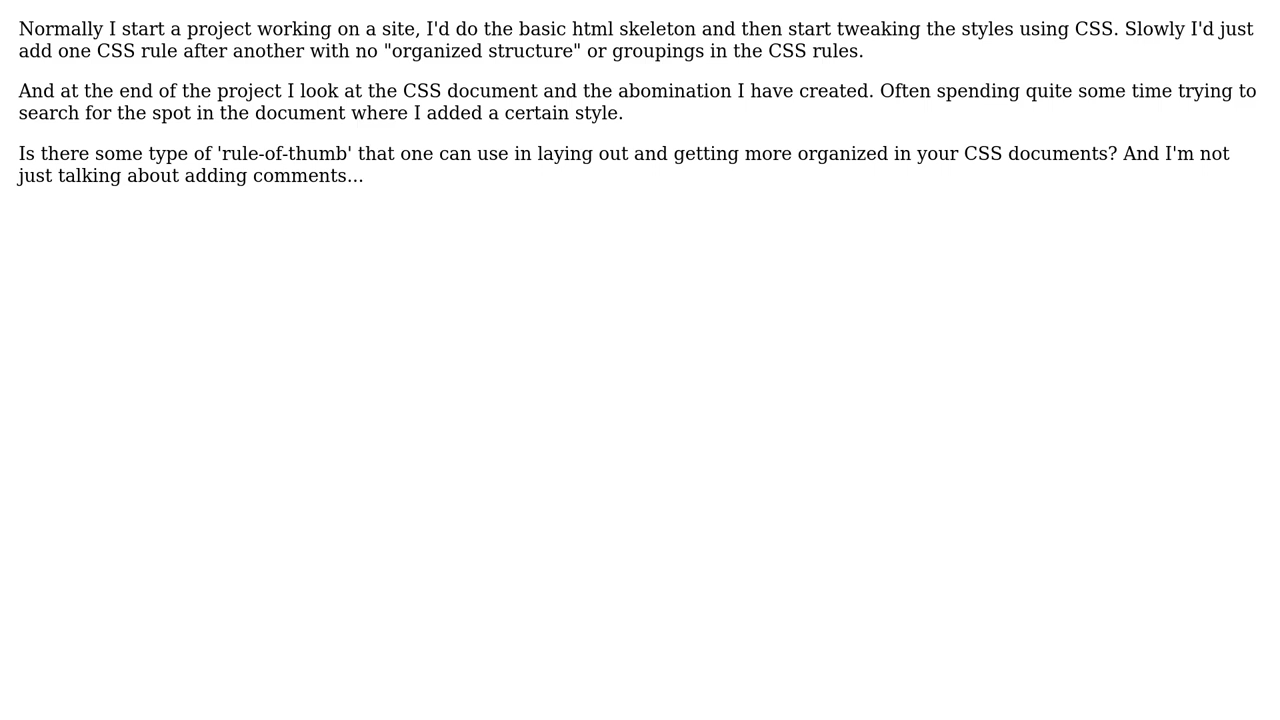 Normally I start a project working on a site, I'd do the basic html skeleton and then start tweaking the styles using CSS. Slowly I'd just
add one CSS rule after another with no "organized structure" or groupings in the CSS rules.
And at the end of the project I look at the CSS document and the abomination I have created. Often spending quite some time trying to
search for the spot in the document where I added a certain style.
Is there some type of 'rule-of-thumb' that one can use in laying out and getting more organized in your CSS documents? And I'm not
just talking about adding comments...